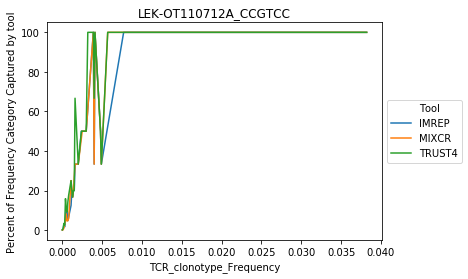 LEK-OT110712A_CCGTCC
Percent of Frequency Category Captured by tool
100
80
60
40
20
0
0.000 0.005 0.010 0.015 0.020 0.025 0.030 0.035 0.040
TCR_clonotype_Frequency
Tool
IMREP
MIXCR
TRUST4